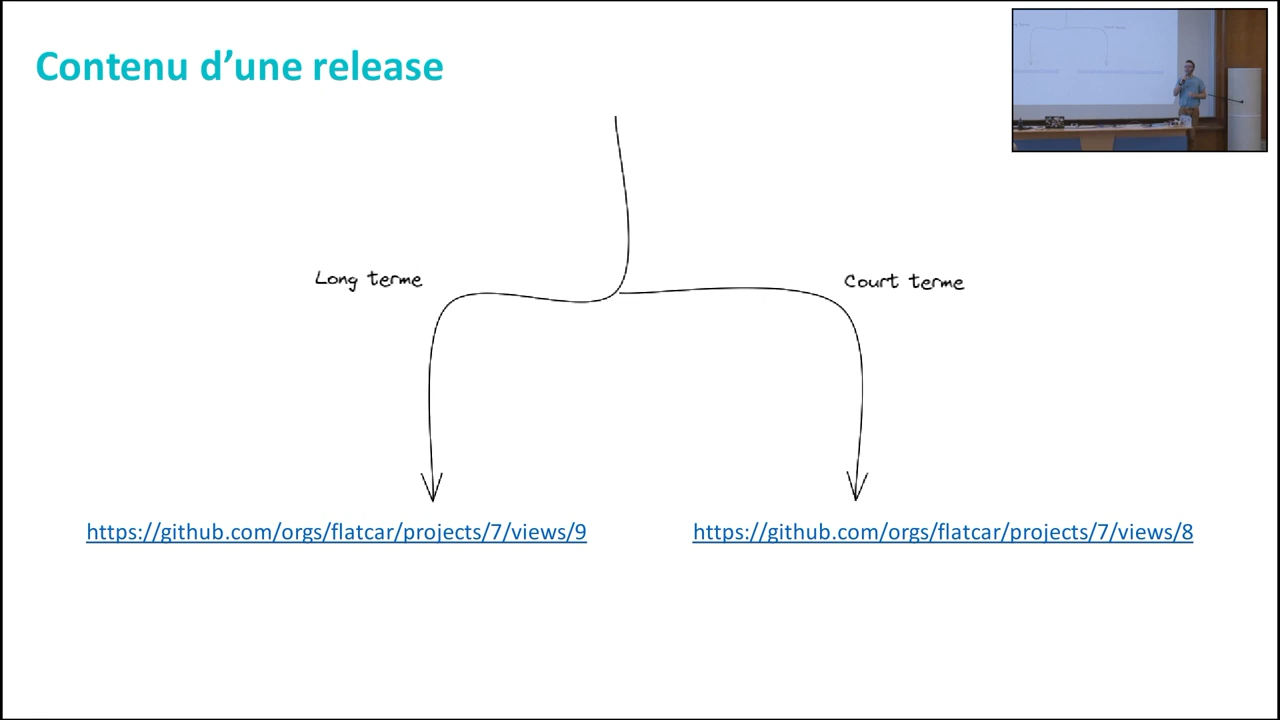 Contenu d’une release
Long terme
Court terme
https://github.com/orgs/flatcar/projects/7/views/9
https://github.com/orgs/flatcar/projects/7/views/8